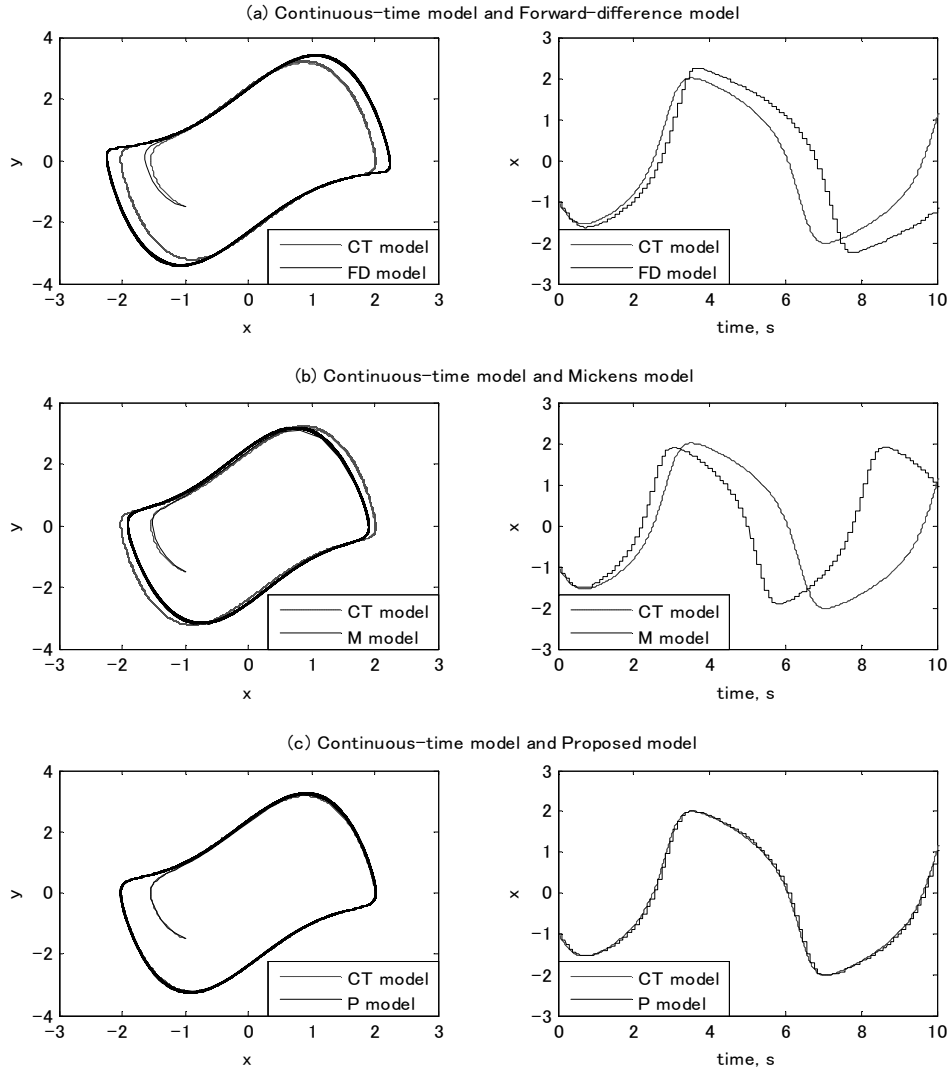 (a) Continuous-time model and Forward-difference model
4
2
0
−2
−4
y
−3 −2 −1 0 1 2 3
x
CT model
FD model
3
2
1
0
−1
−2
−3
x
0 2 4 6 8 10
time, s
CT model
FD model
(b) Continuous-time model and Mickens model
4
2
0
−2
−4
y
−3 −2 −1 0 1 2 3
x
CT model
M model
3
2
1
0
−1
−2
−3
x
0 2 4 6 8 10
time, s
CT model
M model
(c) Continuous-time model and Proposed model
4
2
0
−2
−4
y
−3 −2 −1 0 1 2 3
x
CT model
P model
3
2
1
0
−1
−2
−3
x
0 2 4 6 8 10
time, s
CT model
P model